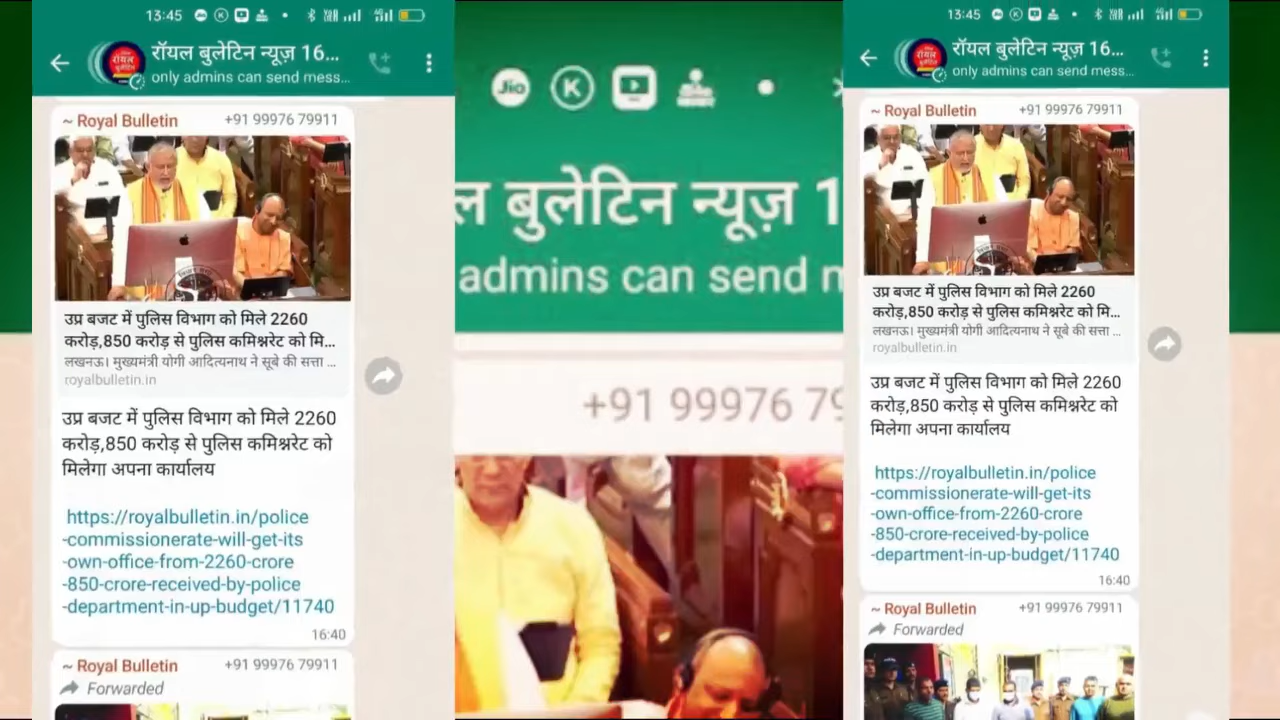 13:45
रॉयल बुलेटिन न्यूज़ 16...
only admins can send mess...
~ Royal Bulletin +91 99976 79911
उप्र बजट में पुलिस विभाग को मिले 2260
करोड़,850 करोड़ से पुलिस कमिश्नरेट को मि...
लखनऊ। मुख्यमंत्री योगी आदित्यनाथ ने सूबे की सत्ता ...
royalbulletin.in
उप्र बजट में पुलिस विभाग को मिले 2260
करोड़,850 करोड़ से पुलिस कमिश्नरेट को
मिलेगा अपना कार्यालय
https://royalbulletin.in/police
-commissionerate-will-get-its
-own-office-from-2260-crore
-850-crore-received-by-police
-department-in-up-budget/11740
16:40
~ Royal Bulletin +91 99976 79911
Forwarded
Jio K
ल बुलेटिन न्यूज़ 1
admins can send m
+91 99976 79
13:45
रॉयल बुलेटिन न्यूज़ 16...
only admins can send mess...
~ Royal Bulletin +91 99976 79911
उप्र बजट में पुलिस विभाग को मिले 2260
करोड़,850 करोड़ से पुलिस कमिश्नरेट को मि...
लखनऊ। मुख्यमंत्री योगी आदित्यनाथ ने सूबे की सत्ता ...
royalbulletin.in
उप्र बजट में पुलिस विभाग को मिले 2260
करोड़,850 करोड़ से पुलिस कमिश्नरेट को
मिलेगा अपना कार्यालय
https://royalbulletin.in/police
-commissionerate-will-get-its
-own-office-from-2260-crore
-850-crore-received-by-police
-department-in-up-budget/11740
16:40
~ Royal Bulletin +91 99976 79911
Forwarded